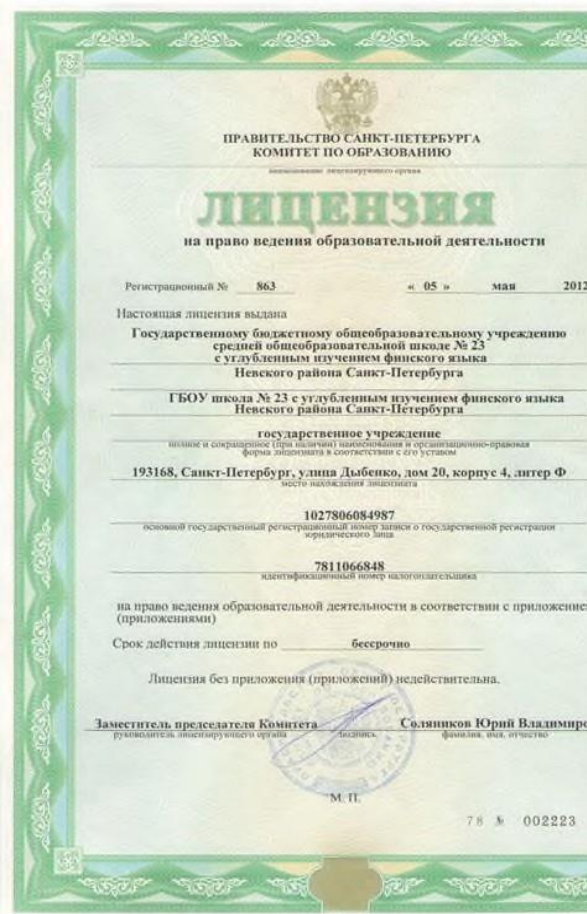 ПРАВИТЕЛЬСТВО САНКТ-ПЕТЕРБУРГА
КОМИТЕТ ПО ОБРАЗОВАНИЮ
наименование лицензирующего органа
ЛИЦЕНЗИЯ
на право ведения образовательной деятельности
Регистрационный № 863 « 05 » мая 2012
Настоящая лицензия выдана
Государственному бюджетному общеобразовательному учреждению
средней общеобразовательной школе № 23
с углубленным изучением финского языка
Невского района Санкт-Петербурга
ГБОУ школа № 23 с углубленным изучением финского языка
Невского района Санкт-Петербурга
государственное учреждение
полное и сокращенное (при наличии) наименования и организационно-правовая
форма лицензиата в соответствии с его уставом
193168, Санкт-Петербург, улица Дыбенко, дом 20, корпус 4, литер Ф
место нахождения лицензиата
1027806084987
основной государственный регистрационный номер записи о государственной регистрации
юридического лица
7811066848
идентификационный номер налогоплательщика
на право ведения образовательной деятельности в соответствии с приложение
(приложениями)
Срок действия лицензии по бессрочно
Лицензия без приложения (приложений) недействительна.
Заместитель председателя Комитета Соляников Юрий Владимиро
руководитель лицензирующего органа подпись фамилия, имя, отчество
М. П.
78 № 002223